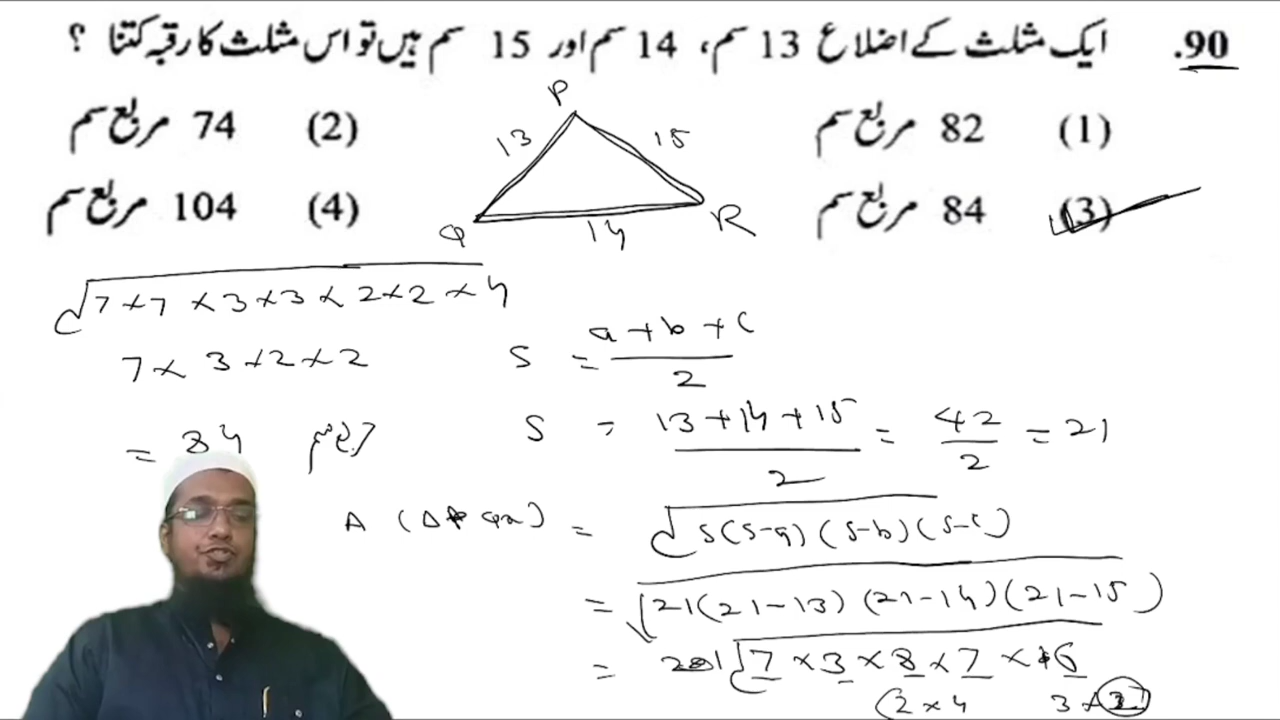 90. ایک مثلث کے اضلاع 13 سم، 14 سم اور 15 سم ہیں تو اس مثلث کا رقبہ کتنا ؟
(1) 82 مربع سم
(2) 74 مربع سم
(3) 84 مربع سم
(4) 104 مربع سم
P
13
15
Q
14
R
√7×7×3×3×2×2×4
7×3×2×2
= 84 مربع سم
S = a+b+c / 2
S = 13+14+15 / 2 = 42 / 2 = 21
= √s(s-a)(s-b)(s-c)
= √21(21-13)(21-14)(21-15)
= √7×3×8×7×6
2×4